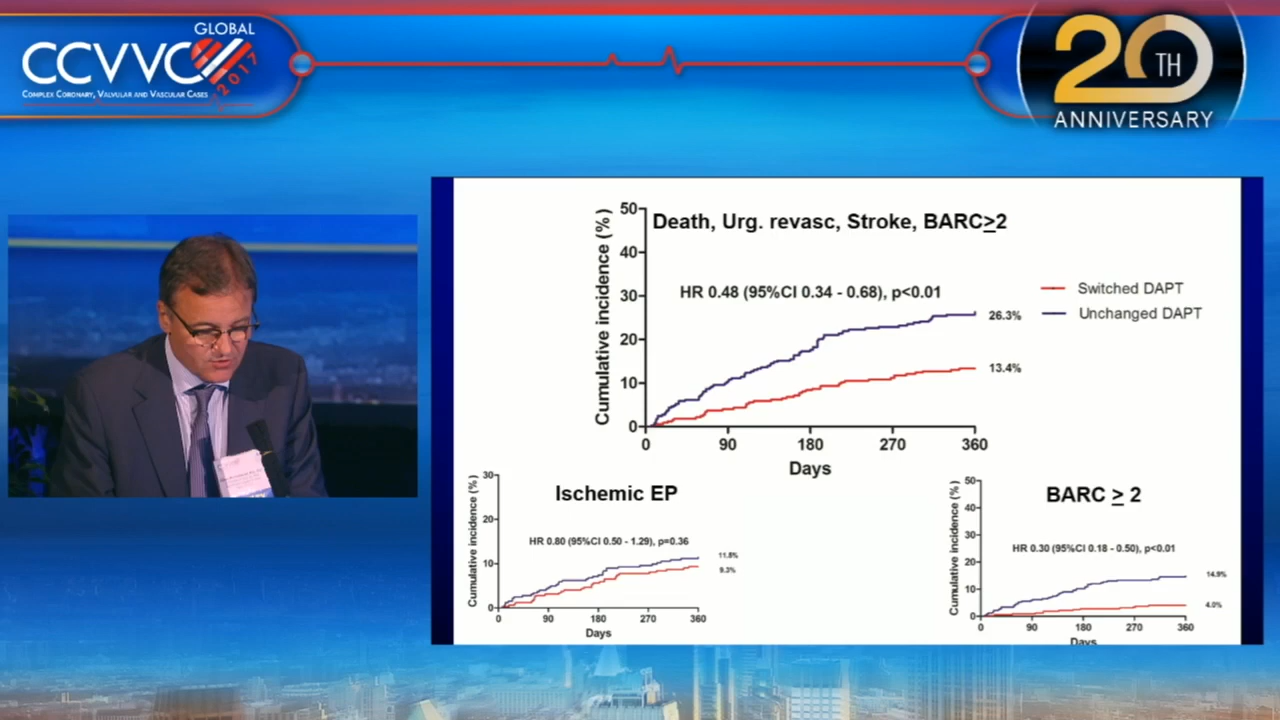 GLOBAL
CCVVC
2017
COMPLEX CORONARY, VALVULAR AND VASCULAR CASES
20TH
ANNIVERSARY
Death, Urg. revasc, Stroke, BARC≥2
HR 0.48 (95%CI 0.34 - 0.68), p<0.01
Cumulative incidence (%)
50
40
30
20
10
0
0 90 180 270 360
Days
26.3%
13.4%
Switched DAPT
Unchanged DAPT
Ischemic EP
HR 0.80 (95%CI 0.50 - 1.29), p=0.36
Cumulative incidence (%)
30
20
10
0
0 90 180 270 360
Days
11.5%
9.3%
BARC ≥ 2
HR 0.30 (95%CI 0.18 - 0.50), p<0.01
Cumulative incidence (%)
50
40
30
20
10
0
0 90 180 270 360
Days
14.9%
4.0%